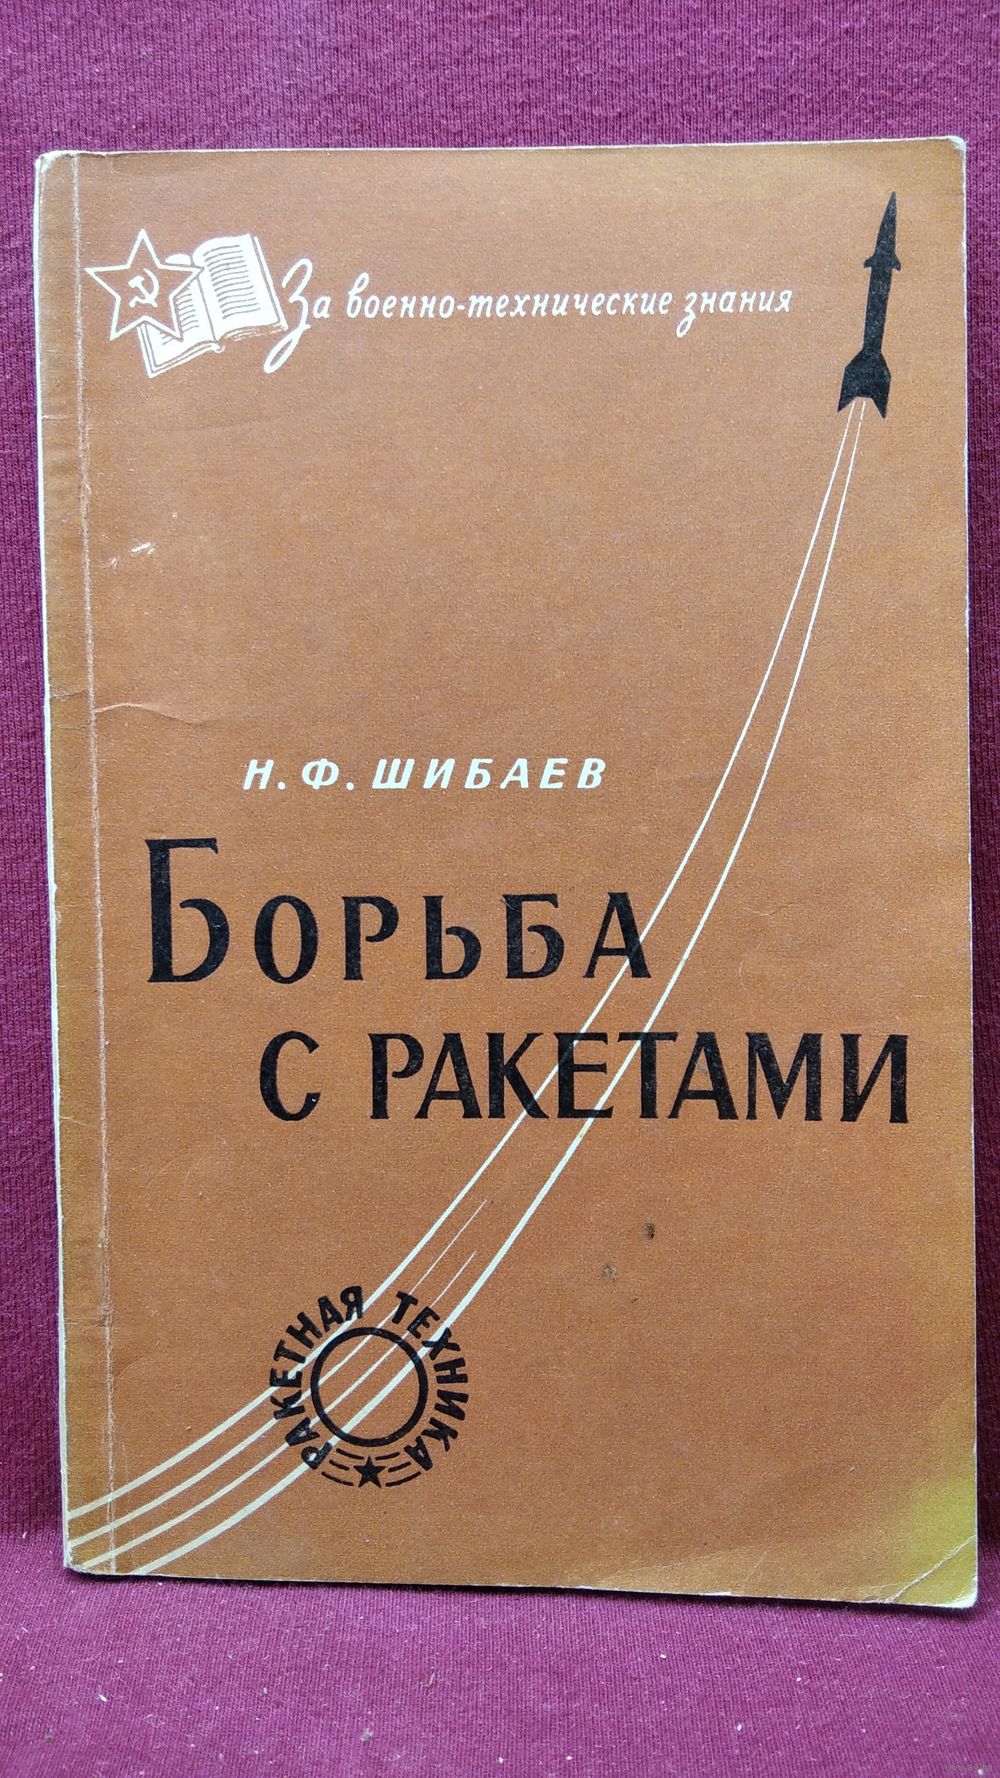 За военно-технические знания
Н. Ф. ШИБАЕВ
БОРЬБА
С РАКЕТАМИ
РАКЕТНАЯ ТЕХНИКА